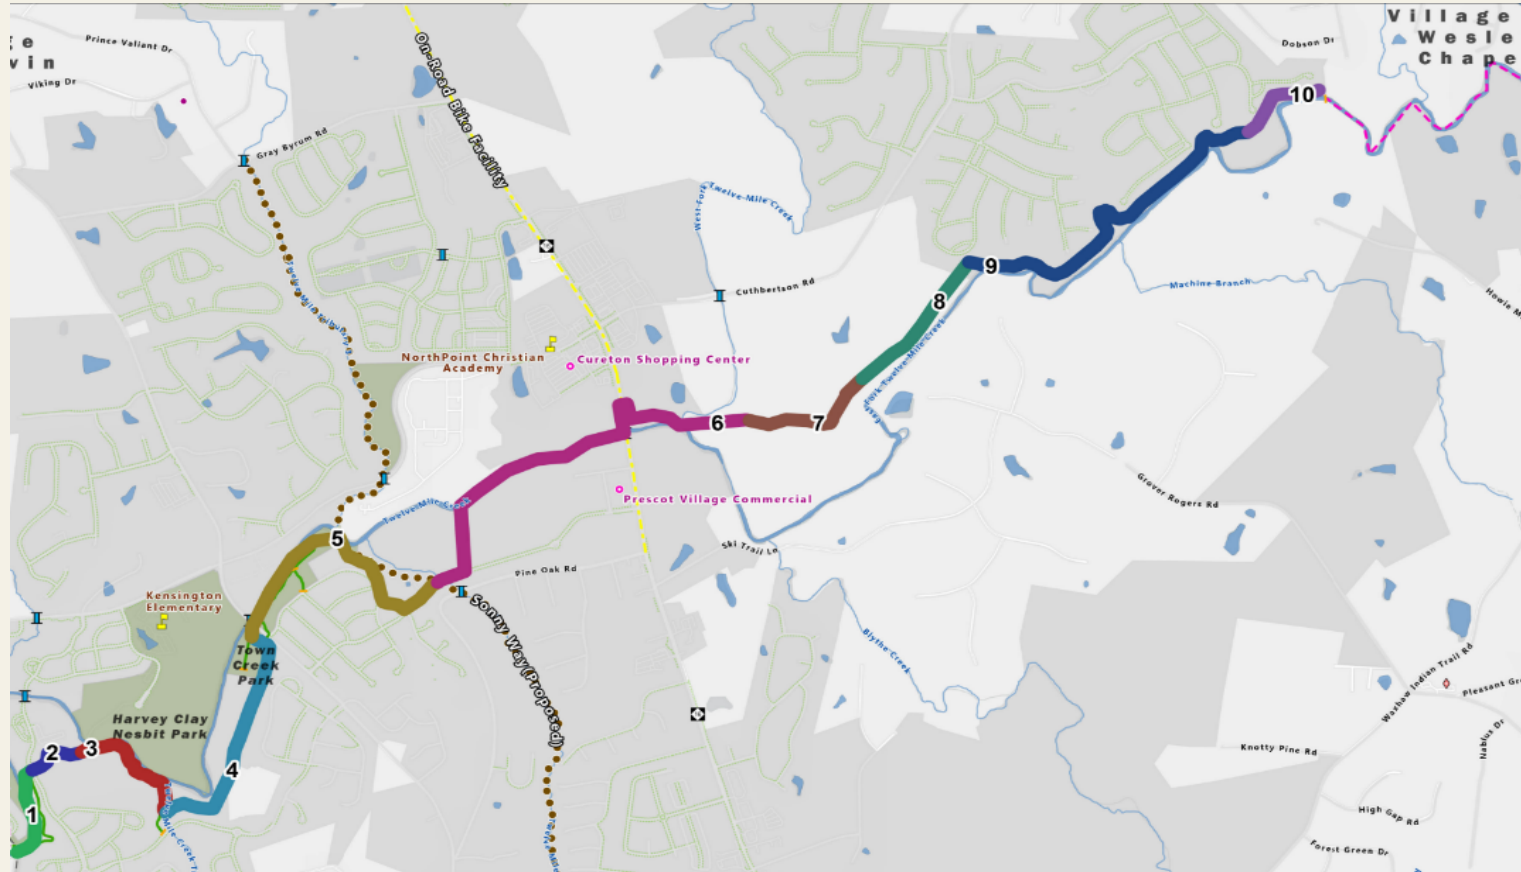 Village
Wesle
Chape
e
vin
Prince Valiant Dr
Viking Dr
Dobson Dr
10
On-Road Bike Facility
Gray Byrum Rd
West Fork
Twelve Mile Creek
9
Cuthbertson Rd
Machine Branch
Howie M
8
NorthPoint Christian
Academy
Cureton Shopping Center
6
7
Grover Rogers Rd
Prescot Village Commercial
Twelve Mile Creek
5
Ski Trail Ln
Pine Oak Rd
Kensington
Elementary
Sonny Way(Proposed)
Blythe Creek
Town
Creek
Park
Waxhaw Indian Trail Rd
Pleasant Gr
Harvey Clay
Nesbit Park
2
3
4
Knotty Pine Rd
Nablus Dr
1
High Gap Rd
Forest Green Dr